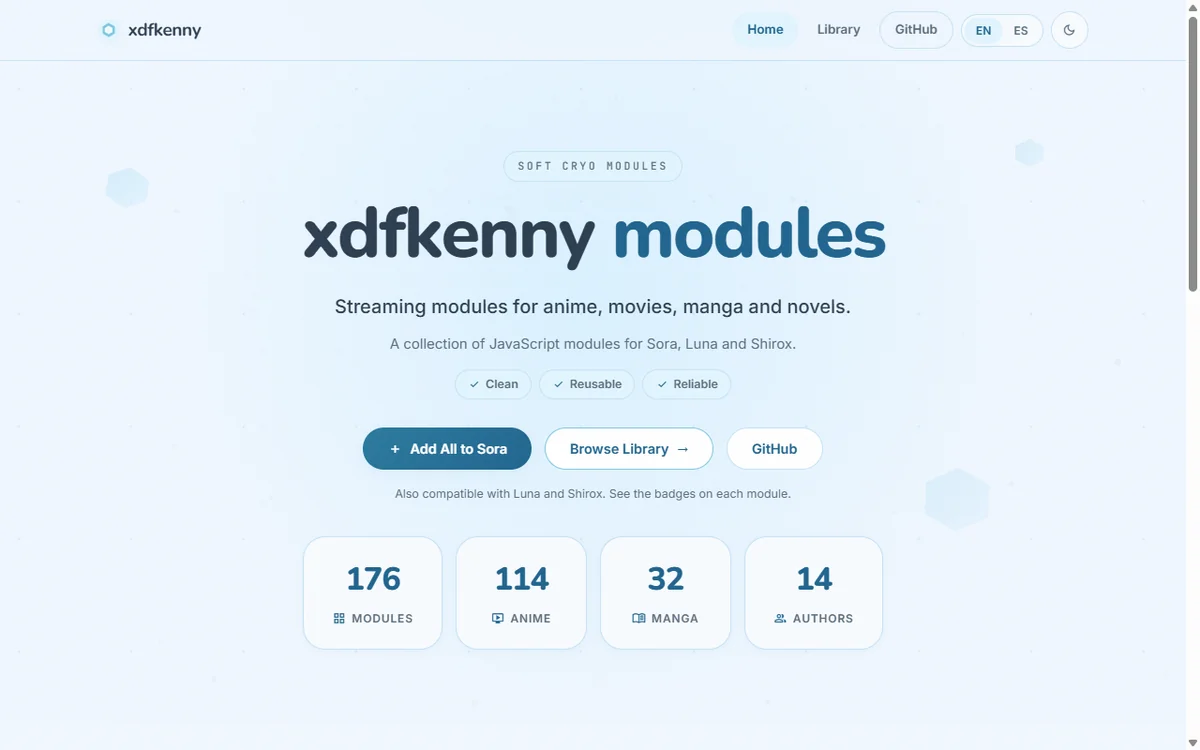 xdfkenny
Home Library GitHub EN ES
SOFT CRYO MODULES
xdfkenny modules
Streaming modules for anime, movies, manga and novels.
A collection of JavaScript modules for Sora, Luna and Shirox.
✓ Clean ✓ Reusable ✓ Reliable
+ Add All to Sora Browse Library → GitHub
Also compatible with Luna and Shirox. See the badges on each module.
176 114 32 14
MODULES ANIME MANGA AUTHORS